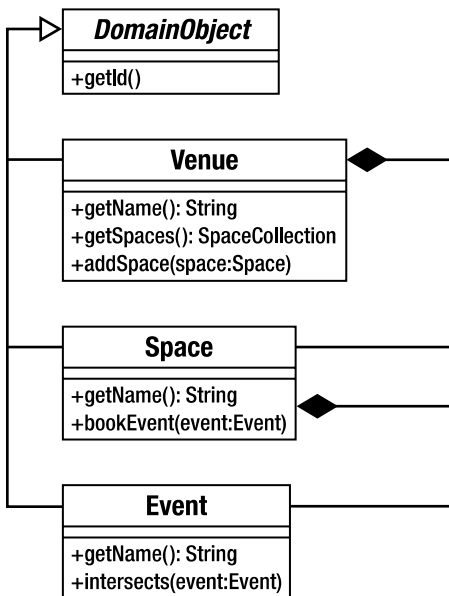 DomainObject
+getId()
Venue
+getName(): String
+getSpaces(): SpaceCollection
+addSpace(space:Space)
Space
+getName(): String
+bookEvent(event:Event)
Event
+getName(): String
+intersects(event:Event)